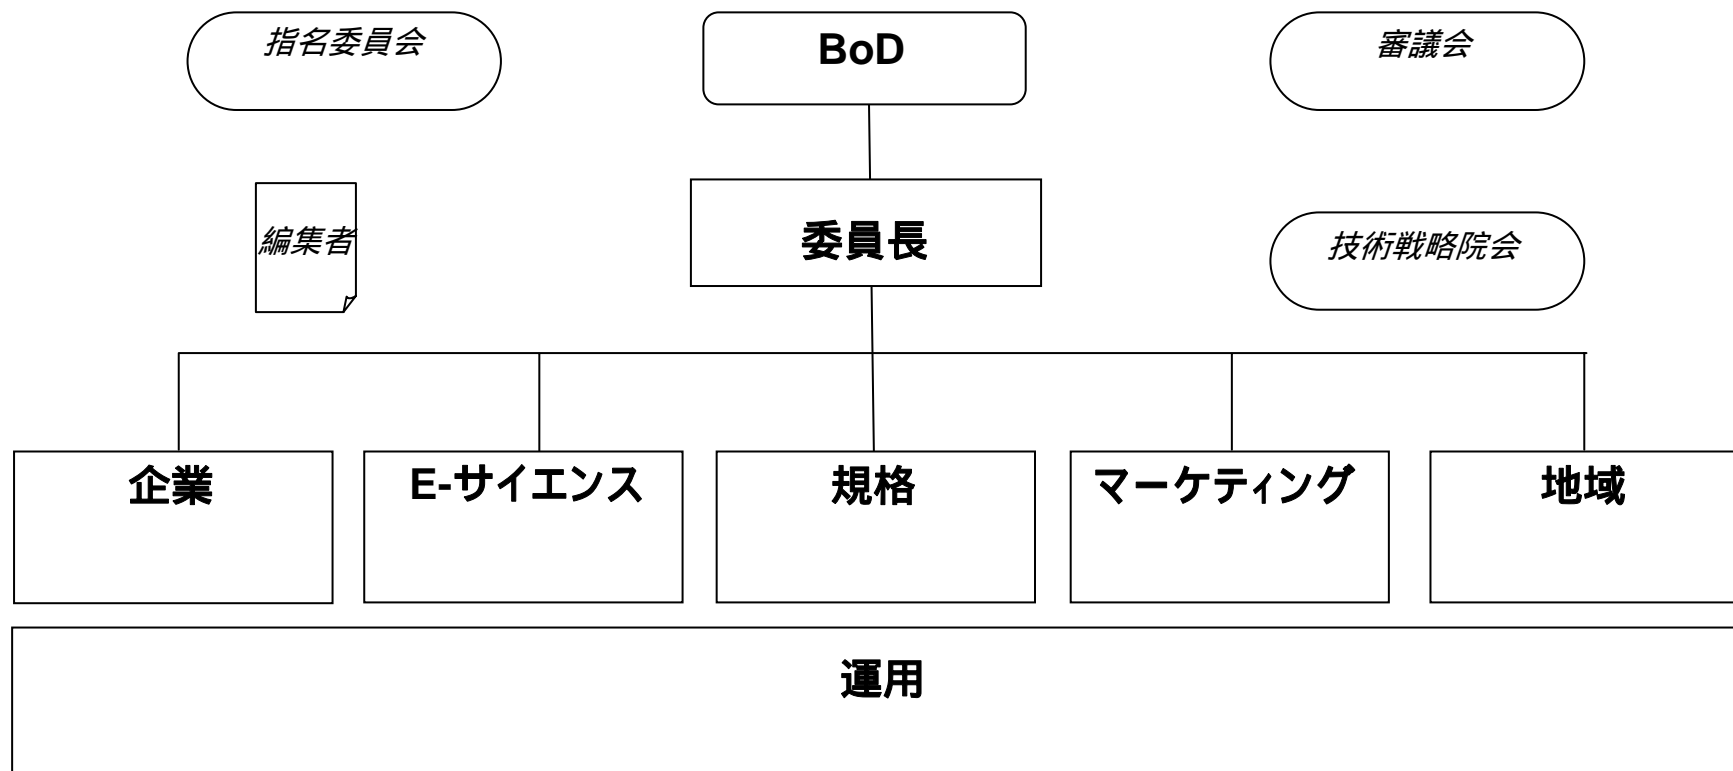 指名委員会
BoD
審議会
編集者
委員長
技術戦略院会
企業
E-サイエンス
規格
マーケティング
地域
運用